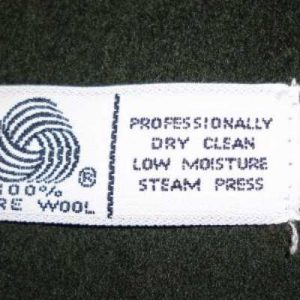 100%
®
RE WOOL
PROFESSIONALLY
DRY CLEAN
LOW MOISTURE
STEAM PRESS